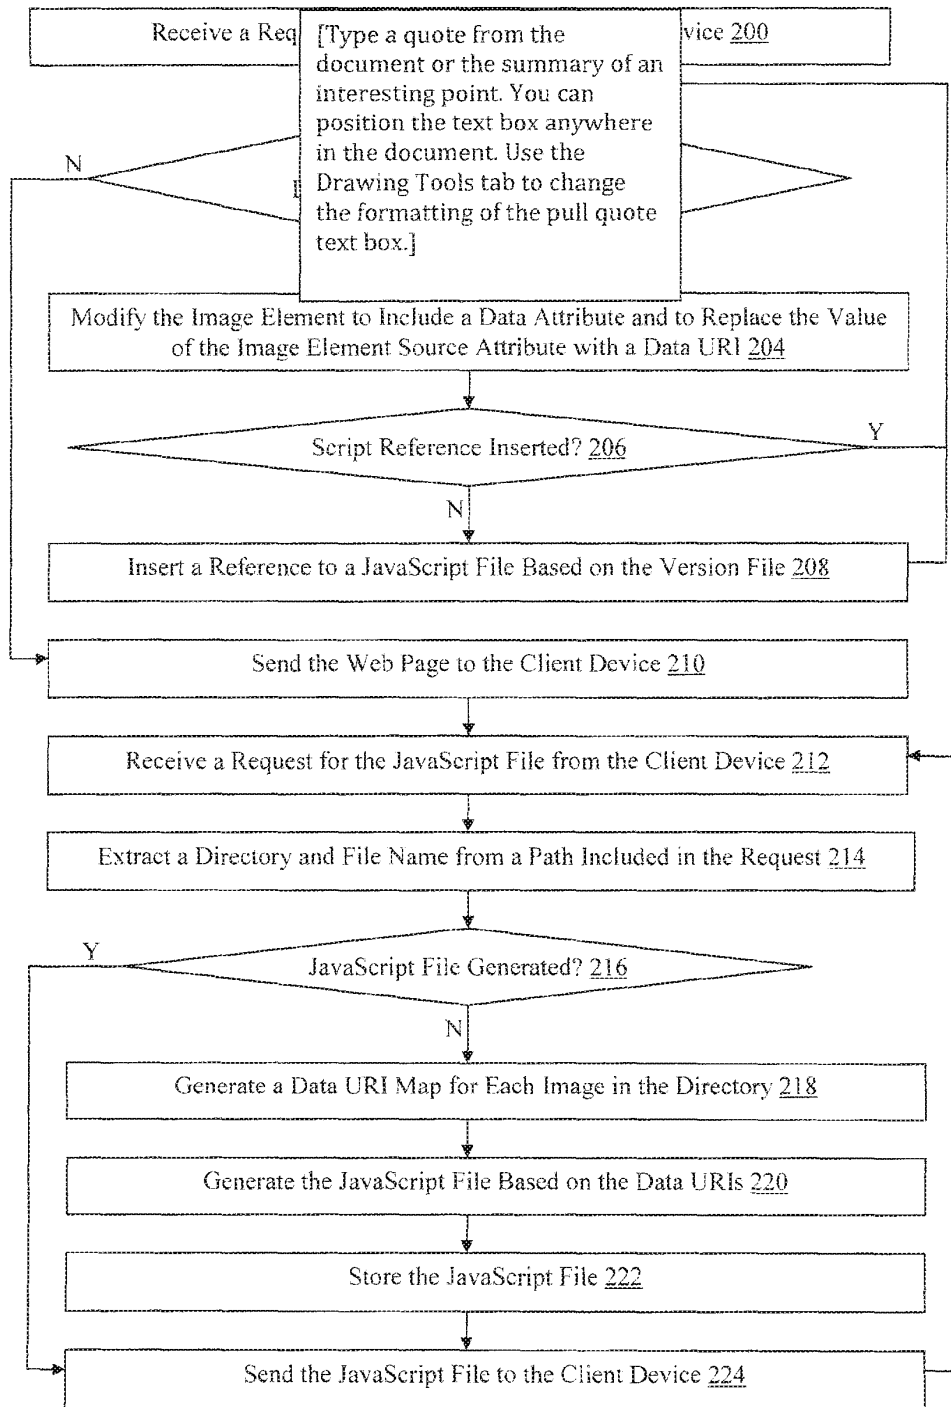 Receive a Req
vice 200
[Type a quote from the
document or the summary of an
interesting point. You can
position the text box anywhere
in the document. Use the
Drawing Tools tab to change
the formatting of the pull quote
text box.]
N
Modify the Image Element to Include a Data Attribute and to Replace the Value
of the Image Element Source Attribute with a Data URI 204
Script Reference Inserted? 206
Y
N
Insert a Reference to a JavaScript File Based on the Version File 208
Send the Web Page to the Client Device 210
Receive a Request for the JavaScript File from the Client Device 212
Extract a Directory and File Name from a Path Included in the Request 214
Y
JavaScript File Generated? 216
N
Generate a Data URI Map for Each Image in the Directory 218
Generate the JavaScript File Based on the Data URIs 220
Store the JavaScript File 222
Send the JavaScript File to the Client Device 224